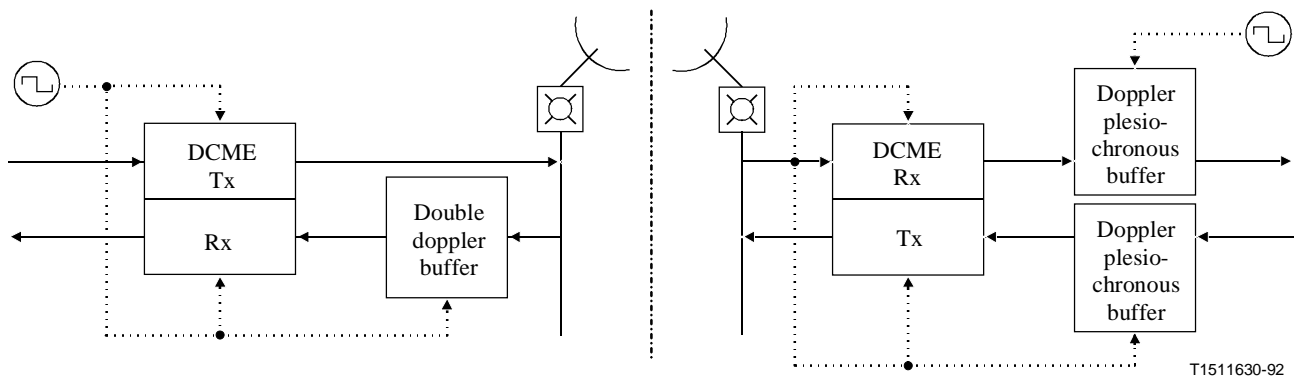 DCME
Tx
Rx
Double
doppler
buffer
DCME
Rx
Tx
Doppler
plesio-
chronous
buffer
Doppler
plesio-
chronous
buffer
T1511630-92